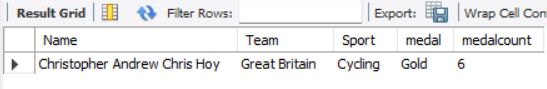 Result Grid Filter Rows: Export: Wrap Cell Con
Name Team Sport medal medalcount
Christopher Andrew Chris Hoy Great Britain Cycling Gold 6